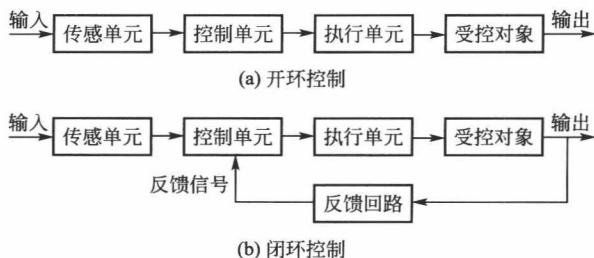 输入 传感单元 控制单元 执行单元 受控对象 输出
(a) 开环控制
输入 传感单元 控制单元 执行单元 受控对象 输出
反馈信号 反馈回路
(b) 闭环控制